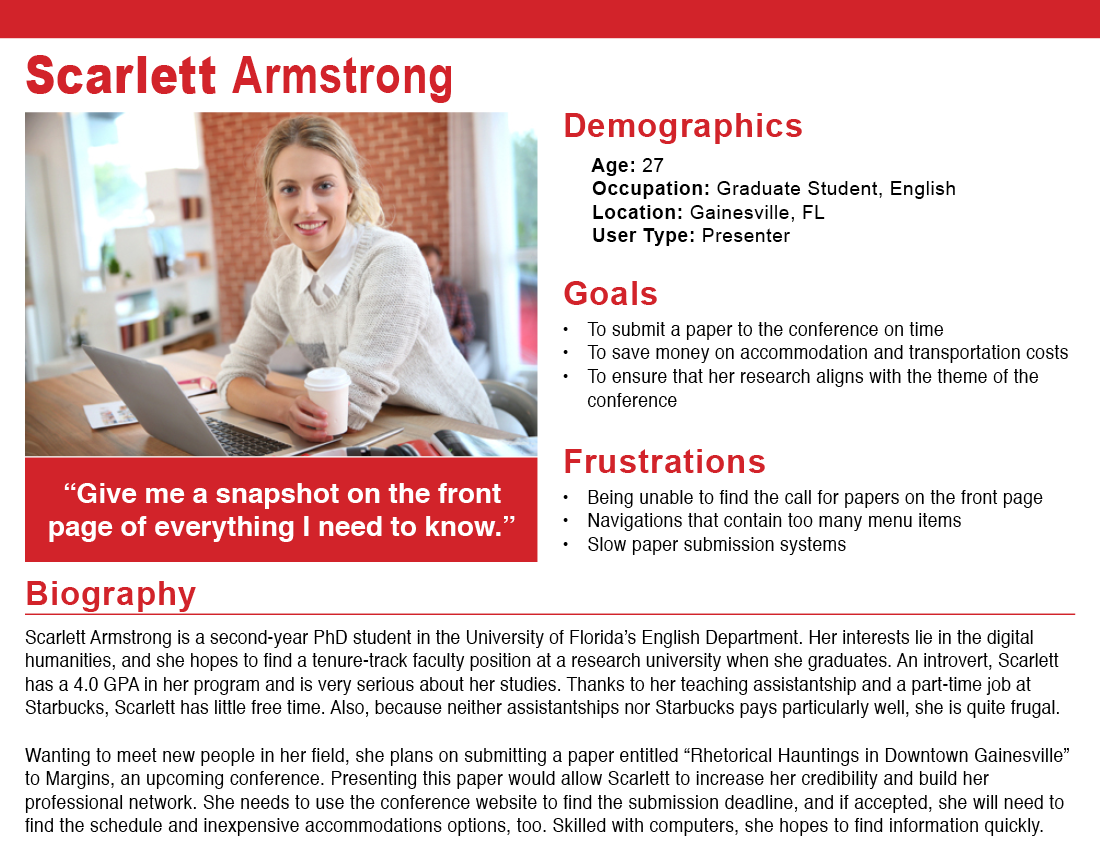 Scarlett Armstrong
Demographics
Age: 27
Occupation: Graduate Student, English
Location: Gainesville, FL
User Type: Presenter
Goals
• To submit a paper to the conference on time
• To save money on accommodation and transportation costs
• To ensure that her research aligns with the theme of the
conference
Frustrations
• Being unable to find the call for papers on the front page
• Navigations that contain too many menu items
• Slow paper submission systems
“Give me a snapshot on the front
page of everything I need to know.”
Biography
Scarlett Armstrong is a second-year PhD student in the University of Florida’s English Department. Her interests lie in the digital
humanities, and she hopes to find a tenure-track faculty position at a research university when she graduates. An introvert, Scarlett
has a 4.0 GPA in her program and is very serious about her studies. Thanks to her teaching assistantship and a part-time job at
Starbucks, Scarlett has little free time. Also, because neither assistantships nor Starbucks pays particularly well, she is quite frugal.
Wanting to meet new people in her field, she plans on submitting a paper entitled “Rhetorical Hauntings in Downtown Gainesville”
to Margins, an upcoming conference. Presenting this paper would allow Scarlett to increase her credibility and build her
professional network. She needs to use the conference website to find the submission deadline, and if accepted, she will need to
find the schedule and inexpensive accommodations options, too. Skilled with computers, she hopes to find information quickly.